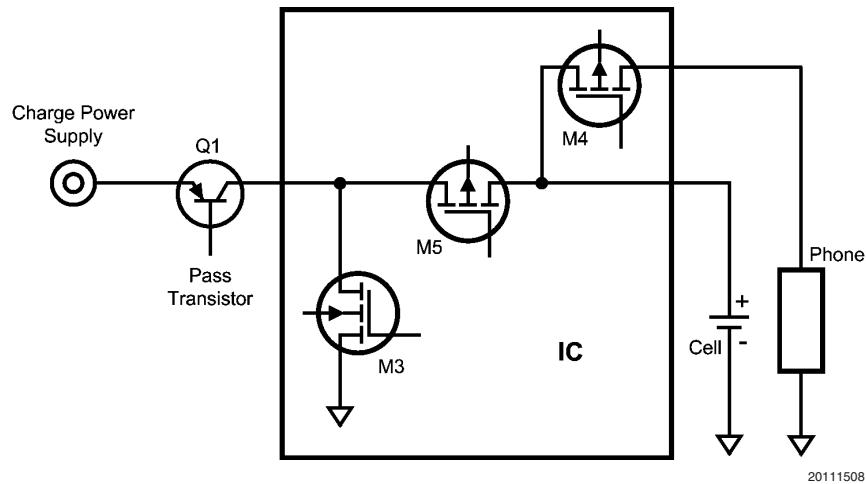 Charge Power
Supply
Q1
Pass
Transistor
M4
M5
M3
IC
Cell
+
-
Phone
20111508